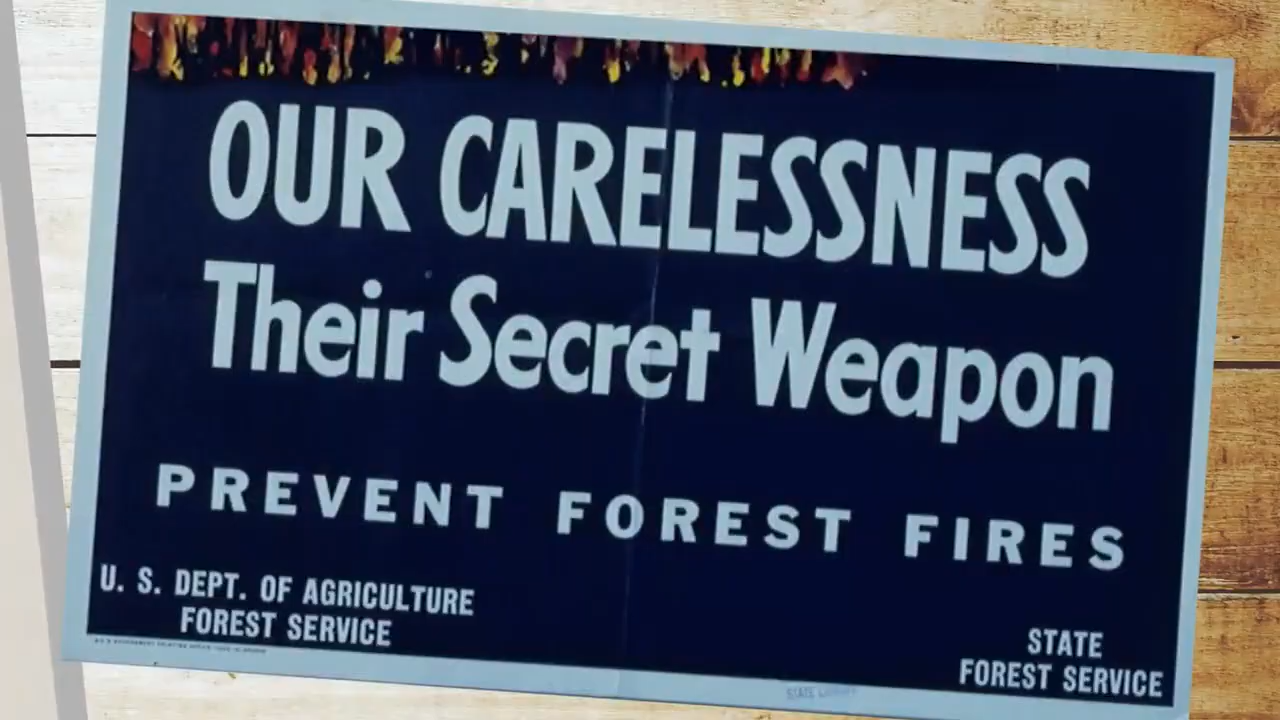 OUR CARELESSNESS
Their Secret Weapon
PREVENT FOREST FIRES
U. S. DEPT. OF AGRICULTURE
FOREST SERVICE
STATE
FOREST SERVICE